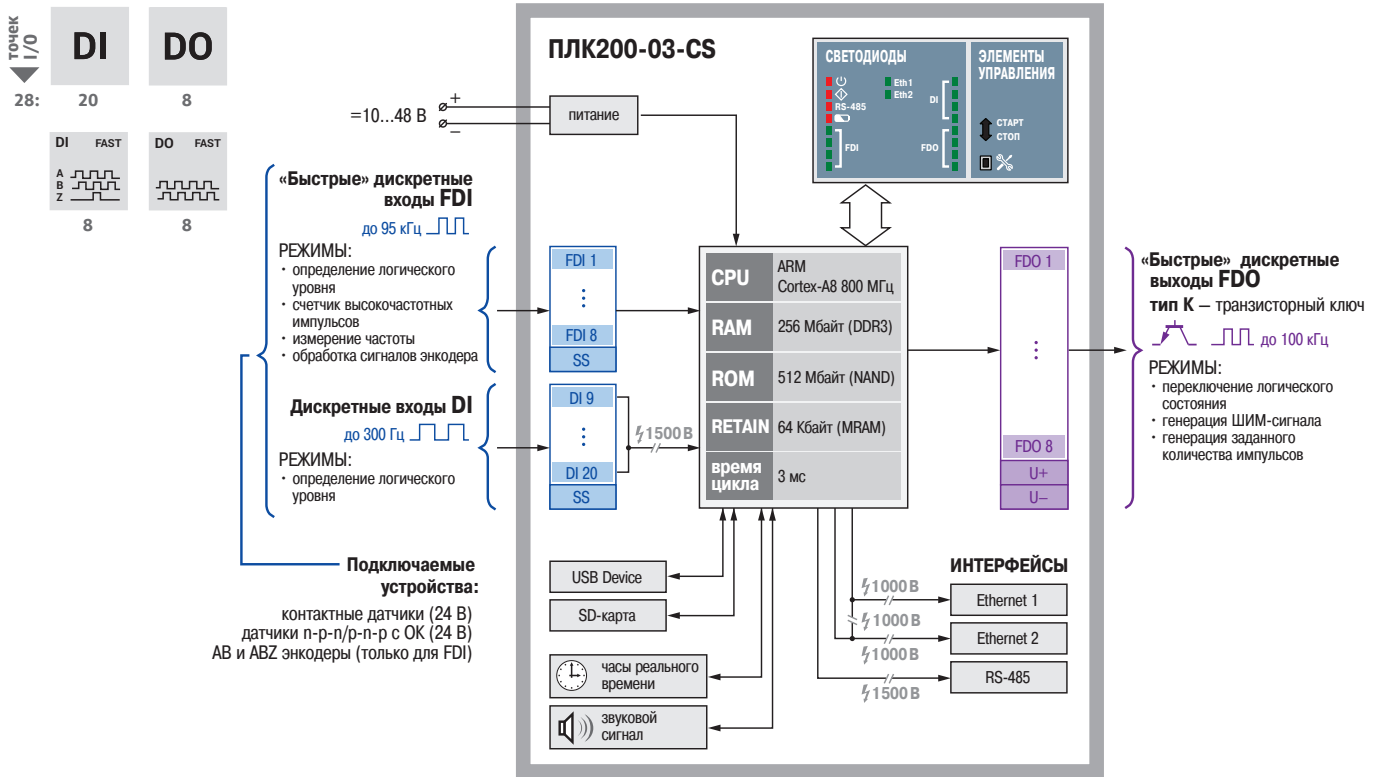 точек
I/O
DI
DO
28:
20
8
DI FAST
A
B
Z
DO FAST
8
8
ПЛК200-03-CS
=10...48 В
+
–
питание
СВЕТОДИОДЫ
RS-485
Eth1
Eth2
DI
FDI
FDO
ЭЛЕМЕНТЫ
УПРАВЛЕНИЯ
СТАРТ
СТОП
«Быстрые» дискретные
входы FDI
до 95 кГц
РЕЖИМЫ:
· определение логического
уровня
· счетчик высокочастотных
импульсов
· измерение частоты
· обработка сигналов энкодера
FDI 1
FDI 8
SS
Дискретные входы DI
до 300 Гц
РЕЖИМЫ:
· определение логического
уровня
DI 9
DI 20
SS
1500 В
CPU
ARM
Cortex-A8 800 МГц
RAM
256 Мбайт (DDR3)
ROM
512 Мбайт (NAND)
RETAIN
64 Кбайт (MRAM)
время
цикла
3 мс
FDO 1
FDO 8
U+
U–
«Быстрые» дискретные
выходы FDO
тип К – транзисторный ключ
до 100 кГц
РЕЖИМЫ:
· переключение логического
состояния
· генерация ШИМ-сигнала
· генерация заданного
количества импульсов
Подключаемые
устройства:
контактные датчики (24 В)
датчики n-p-n/p-n-p с ОК (24 В)
AB и ABZ энкодеры (только для FDI)
USB Device
SD-карта
часы реального
времени
звуковой
сигнал
ИНТЕРФЕЙСЫ
1000 В
Ethernet 1
1000 В
Ethernet 2
1000 В
RS-485
1500 В